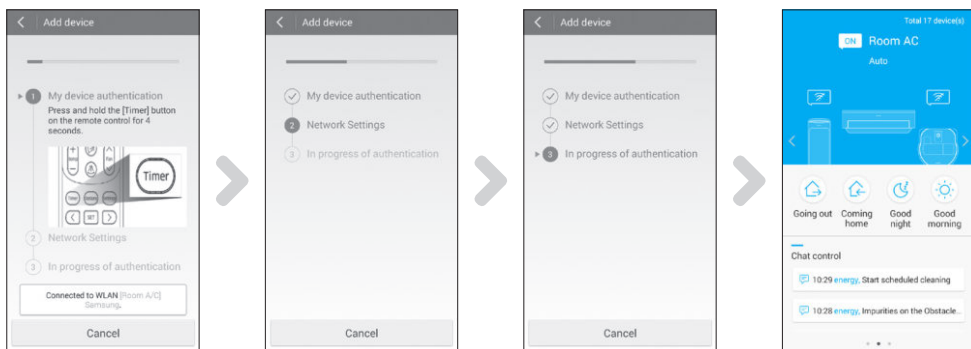 Add device
1 My device authentication
Press and hold the [Timer] button
on the remote control for 4
seconds.
Timer
SET
2 Network Settings
3 In progress of authentication
Connected to WLAN [Room A/C]
Samsung.
Cancel
Add device
My device authentication
2 Network Settings
3 In progress of authentication
Cancel
Add device
My device authentication
Network Settings
3 In progress of authentication
Cancel
Total 17 device(s)
ON Room AC
Auto
Going out
Coming
home
Good
night
Good
morning
Chat control
10:29 energy, Start scheduled cleaning
10:28 energy, Impurities on the Obstacle...